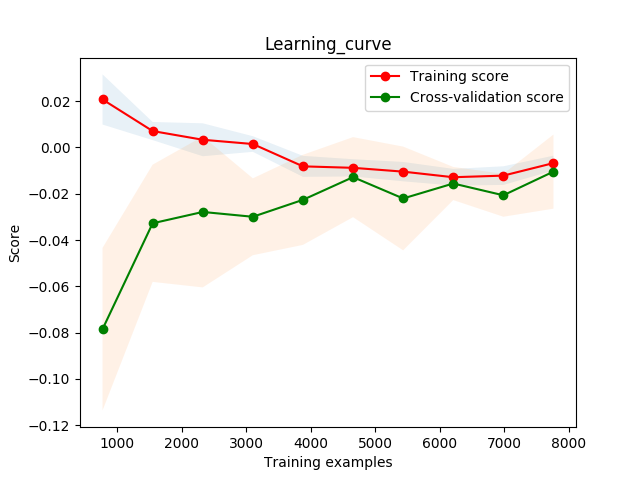 Learning_curve
Training score
Cross-validation score
0.02
0.00
−0.02
−0.04
−0.06
−0.08
−0.10
−0.12
Score
1000 2000 3000 4000 5000 6000 7000 8000
Training examples